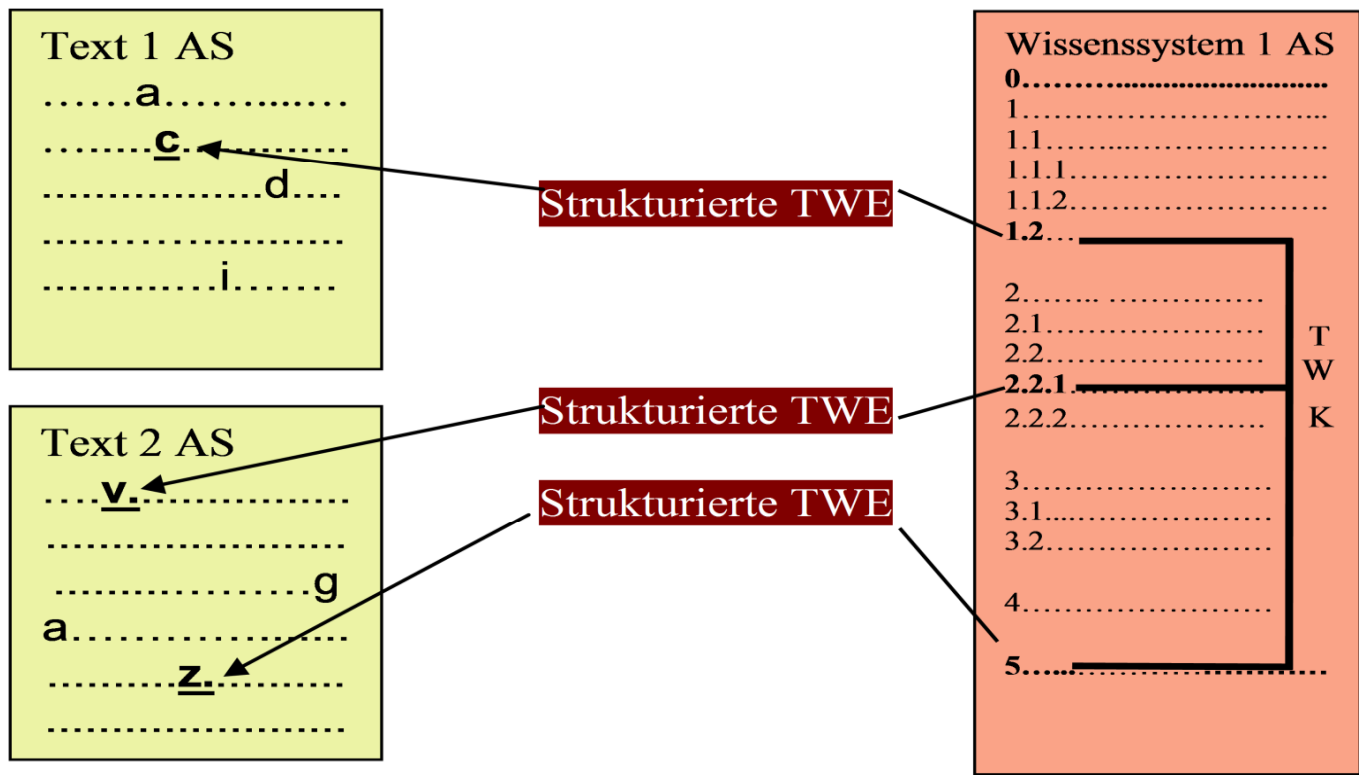 Text 1 AS
......a.................
.........c.................
......................d....
...........................
..............i.......
Text 2 AS
.....v...................
...........................
......................g
a........................
............z.............
...........................
Strukturierte TWE
Strukturierte TWE
Strukturierte TWE
Wissenssystem 1 AS
0..............................
1..............................
1.1............................
1.1.1..........................
1.1.2..........................
1.2...
2........ ...............
2.1......................
2.2......................
2.2.1....................
2.2.2....................
3........................
3.1......................
3.2......................
4........................
5..............................
T
W
K